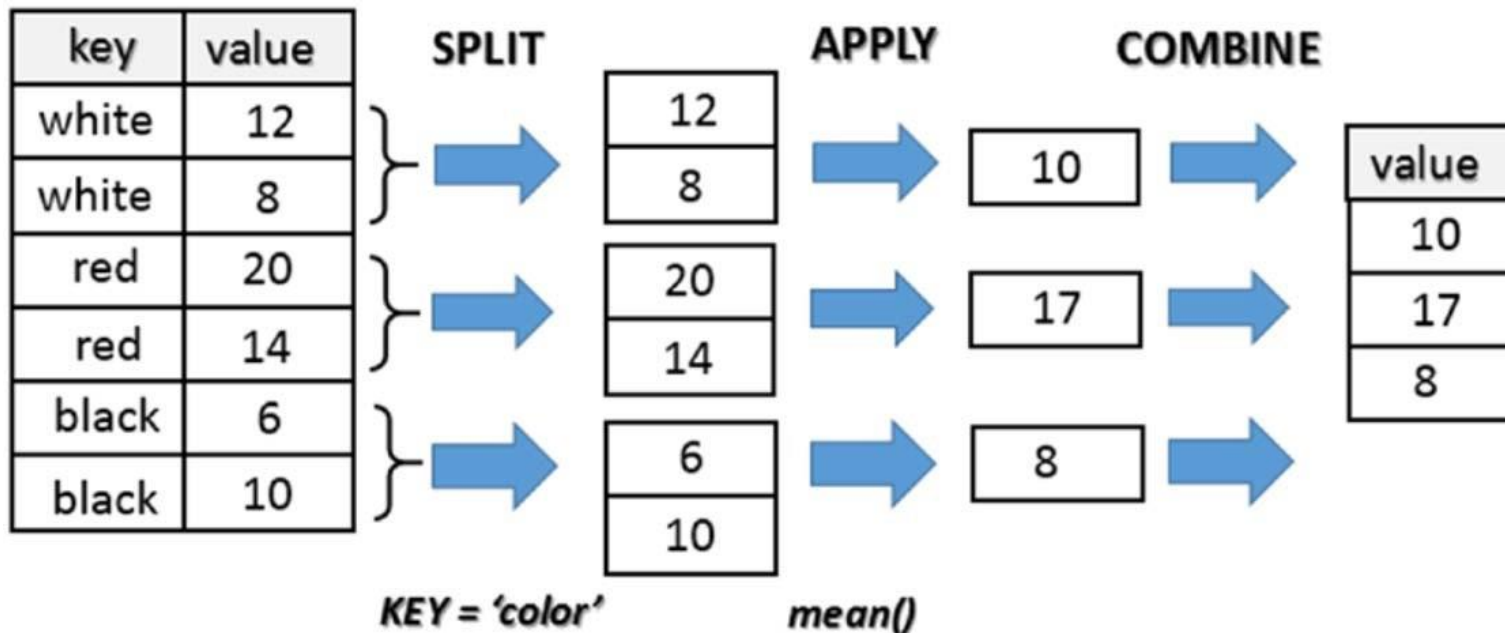 key value
white 12
white 8
red 20
red 14
black 6
black 10
SPLIT
12
8
20
14
6
10
KEY = ‘color’
APPLY
10
17
8
mean()
COMBINE
value
10
17
8